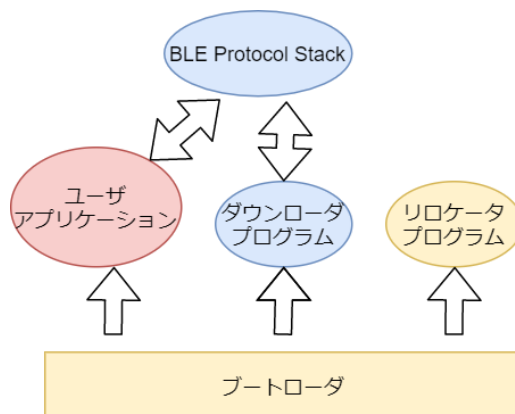 BLE Protocol Stack
ユーザ
アプリケーション
ダウンローダ
プログラム
リロケータ
プログラム
ブートローダ